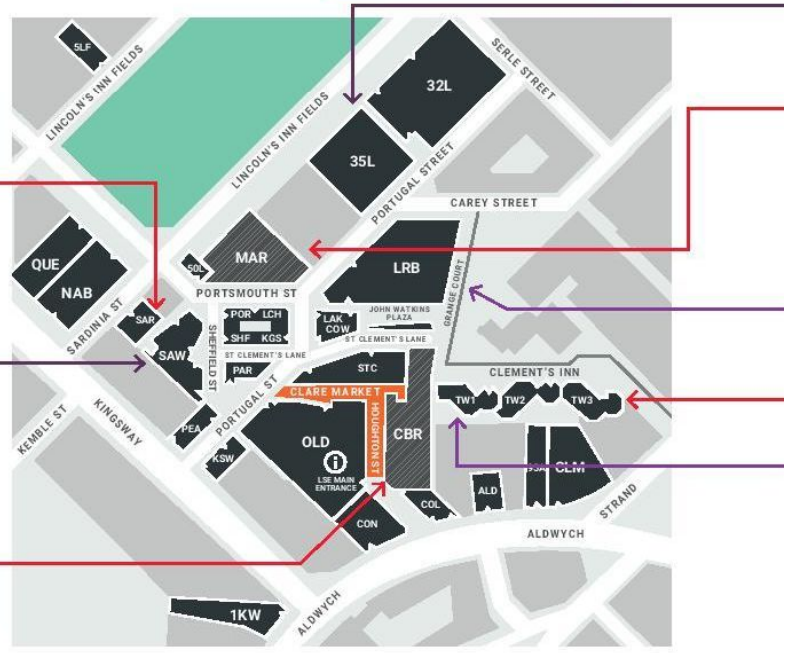 5LF
LINCOLN'S INN FIELDS
SERLE STREET
32L
LINCOLN'S INN FIELDS
35L
PORTUGAL STREET
CAREY STREET
QUE
NAB
50L
MAR
LRB
GRANGE COURT
PORTSMOUTH ST
SARDINIA ST
SAR
SAW
SHEFFIELD ST
POR LCH
SHF KGS
LAK
COW
JOHN WATKINS
PLAZA
ST CLEMENT'S LANE
ST CLEMENT'S LANE
PAR
STC
CLEMENT'S INN
PORTUGAL ST
CLARE MARKET
HOUGHTON ST
TW1
TW2
TW3
KEMBLE ST
KINGSWAY
PEA
KSW
OLD
LSE MAIN
ENTRANCE
CBR
95A
CLM
ALD
COL
CON
STRAND
ALDWYCH
ALDWYCH
1KW